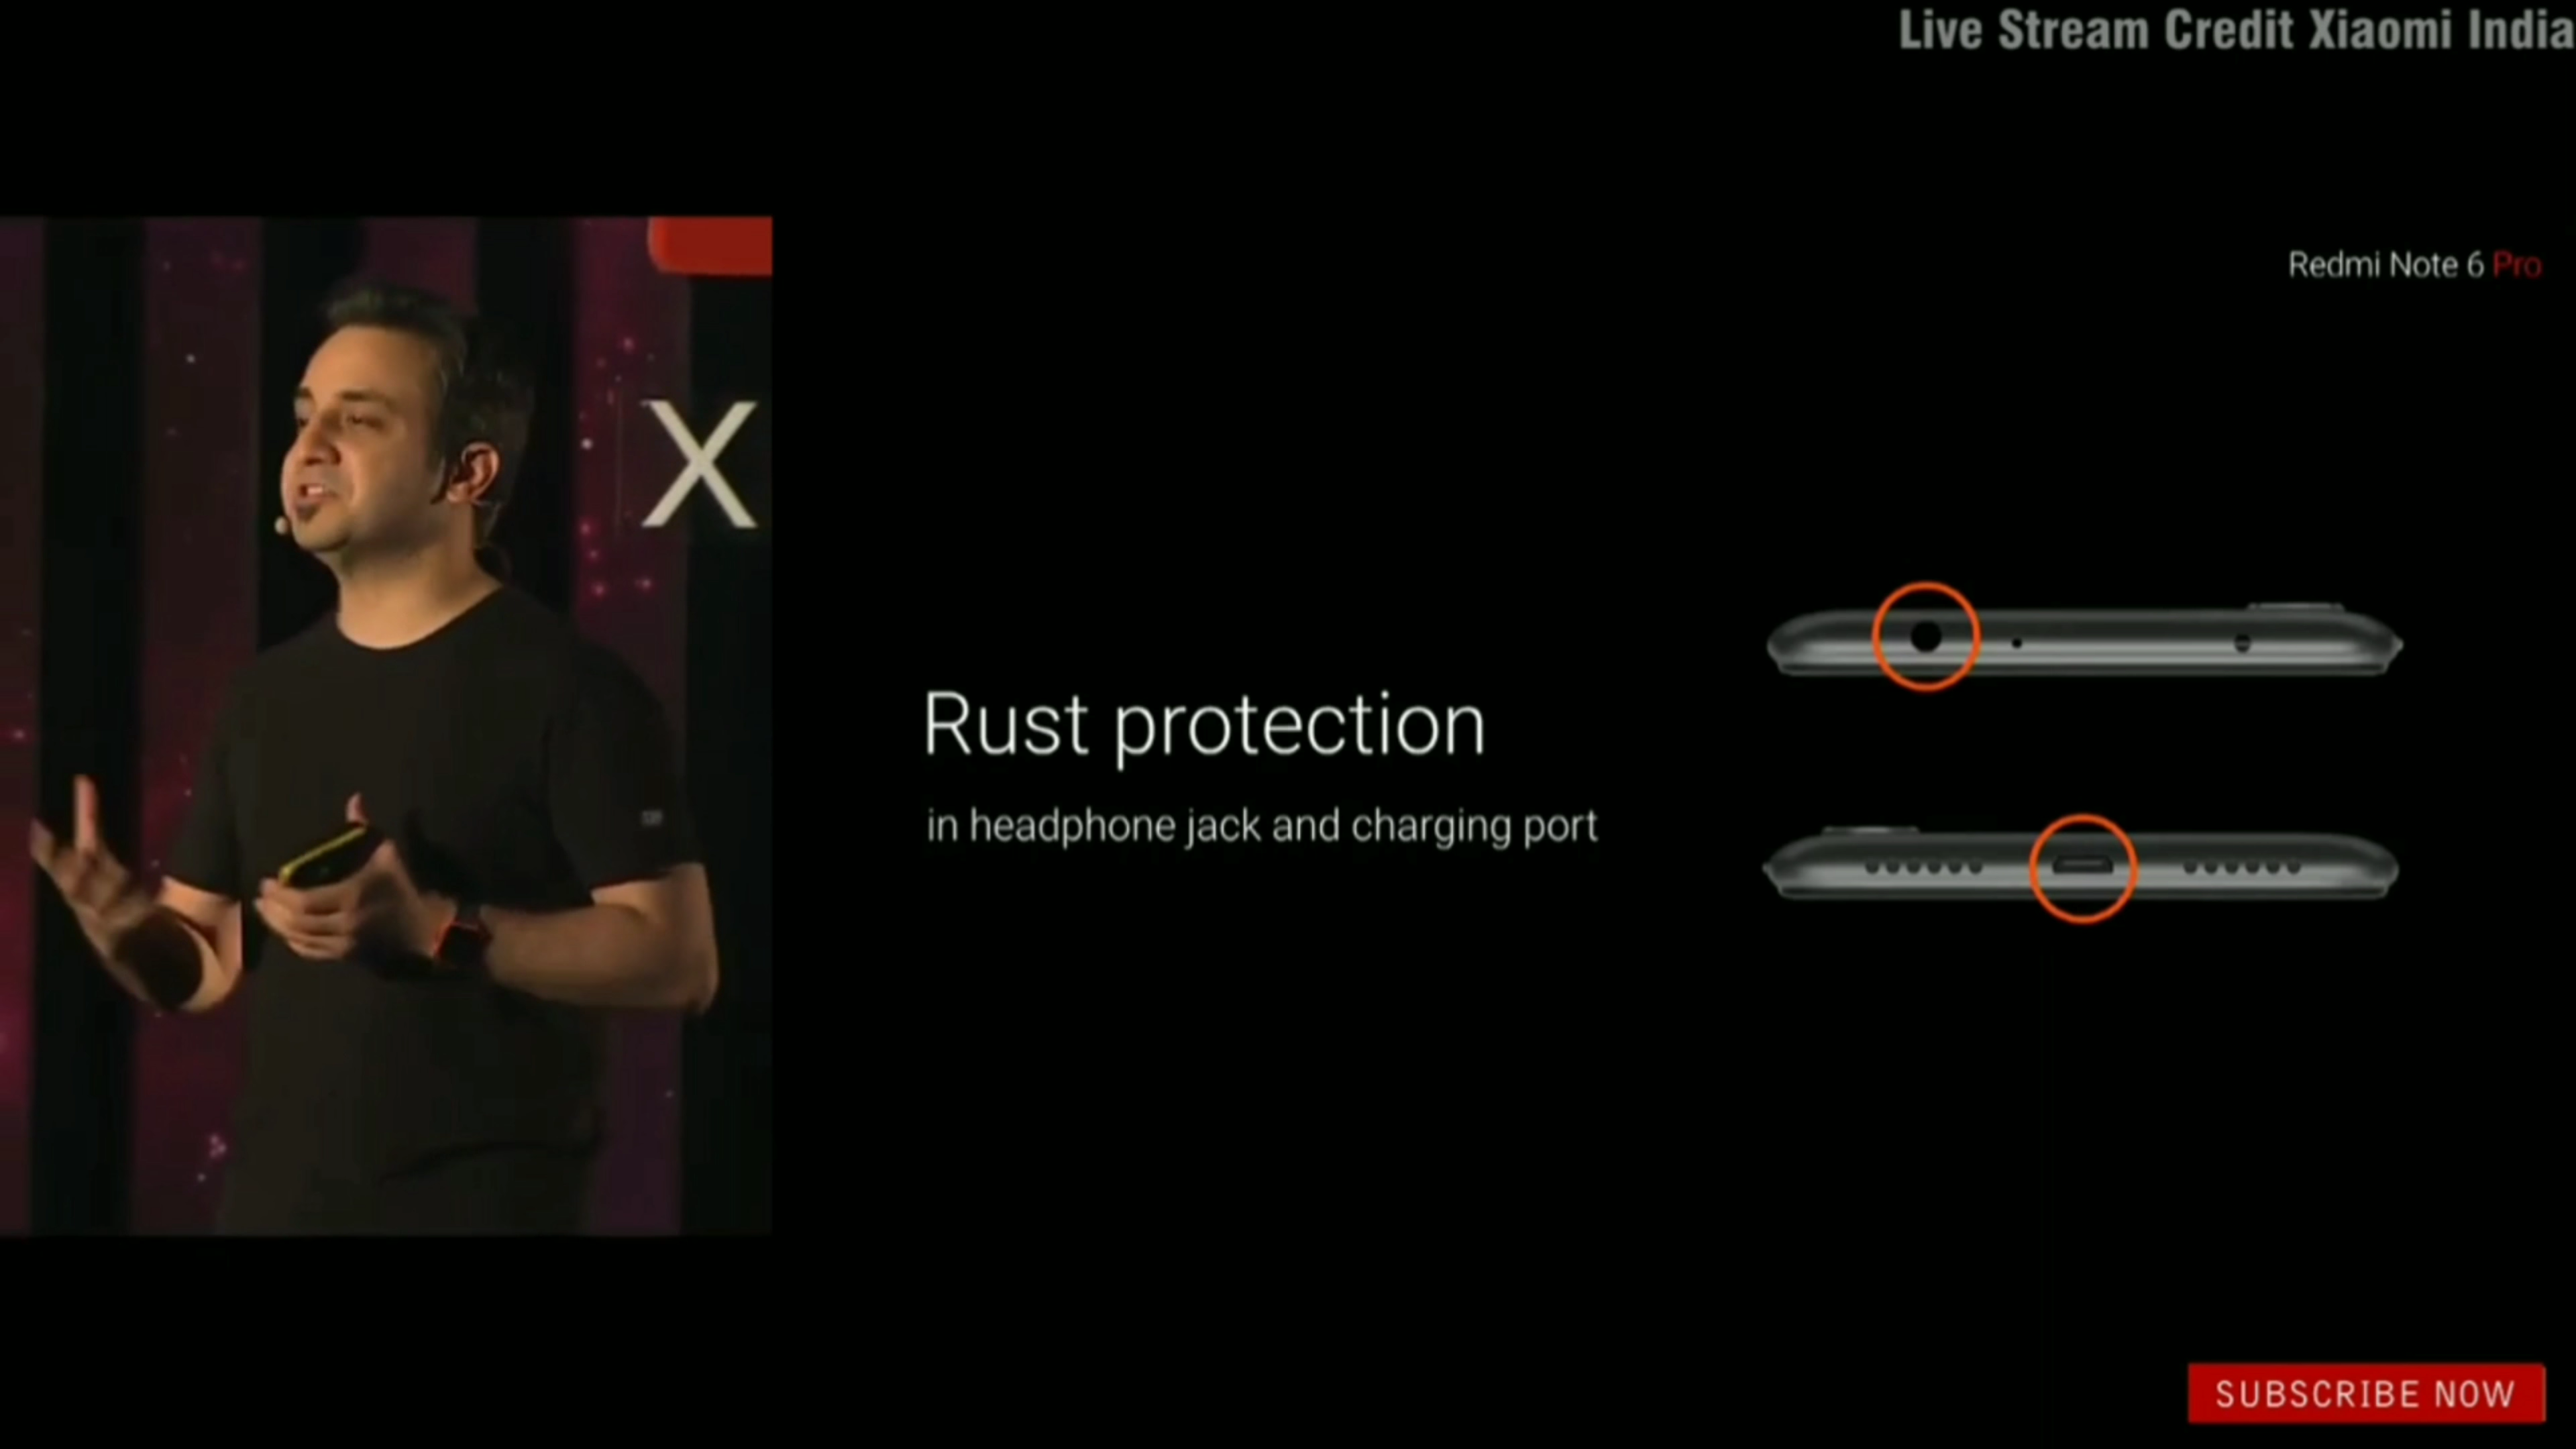 Live Stream Credit Xiaomi India
Redmi Note 6 Pro
X
Rust protection
in headphone jack and charging port
SUBSCRIBE NOW